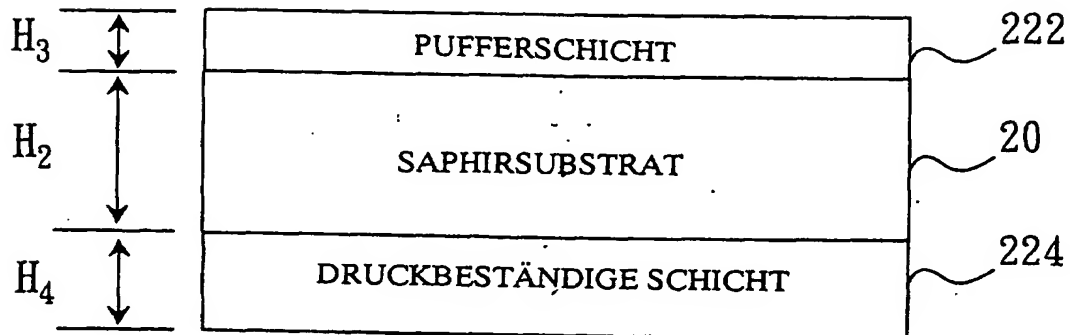 H₃ PUFFERSCHICHT 222
H₂ SAPHIRSUBSTRAT 20
H₄ DRUCKBESTÄNDIGE SCHICHT 224